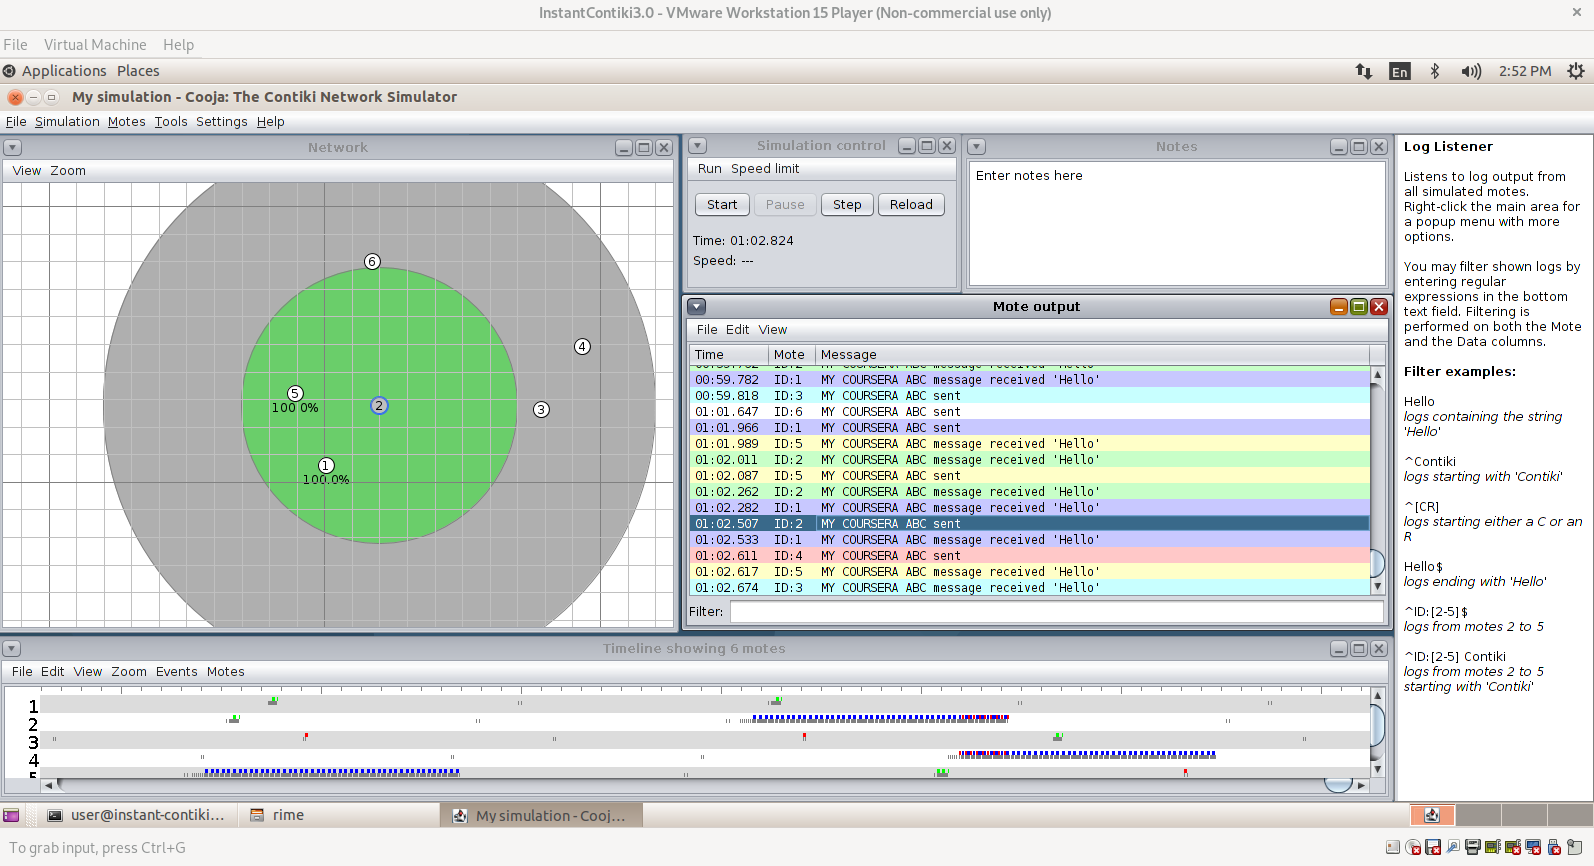 InstantContiki3.0 - VMware Workstation 15 Player (Non-commercial use only)
File Virtual Machine Help
Applications Places
En
2:52 PM
My simulation - Cooja: The Contiki Network Simulator
File Simulation Motes Tools Settings Help
Network
View Zoom
6
4
5
100.0%
2
3
1
100.0%
Simulation control
Run Speed limit
Start Pause Step Reload
Time: 01:02.824
Speed: ---
Notes
Enter notes here
Mote output
File Edit View
Time Mote Message
00:59.782 ID:1 MY COURSERA ABC message received 'Hello'
00:59.818 ID:3 MY COURSERA ABC sent
01:01.647 ID:6 MY COURSERA ABC sent
01:01.966 ID:1 MY COURSERA ABC sent
01:01.989 ID:5 MY COURSERA ABC message received 'Hello'
01:02.011 ID:2 MY COURSERA ABC message received 'Hello'
01:02.087 ID:5 MY COURSERA ABC sent
01:02.262 ID:2 MY COURSERA ABC message received 'Hello'
01:02.282 ID:1 MY COURSERA ABC message received 'Hello'
01:02.507 ID:2 MY COURSERA ABC sent
01:02.533 ID:1 MY COURSERA ABC message received 'Hello'
01:02.611 ID:4 MY COURSERA ABC sent
01:02.617 ID:5 MY COURSERA ABC message received 'Hello'
01:02.674 ID:3 MY COURSERA ABC message received 'Hello'
Filter:
Log Listener
Listens to log output from
all simulated motes.
Right-click the main area for
a popup menu with more
options.
You may filter shown logs by
entering regular
expressions in the bottom
text field. Filtering is
performed on both the Mote
and the Data columns.
Filter examples:
Hello
logs containing the string
'Hello'
^Contiki
logs starting with 'Contiki'
^[CR]
logs starting either a C or an
R
Hello$
logs ending with 'Hello'
^ID:[2-5]$
logs from motes 2 to 5
^ID:[2-5] Contiki
logs from motes 2 to 5
starting with 'Contiki'
Timeline showing 6 motes
File Edit View Zoom Events Motes
1
2
3
4
5
user@instant-contiki...
rime
My simulation - Cooj...
To grab input, press Ctrl+G